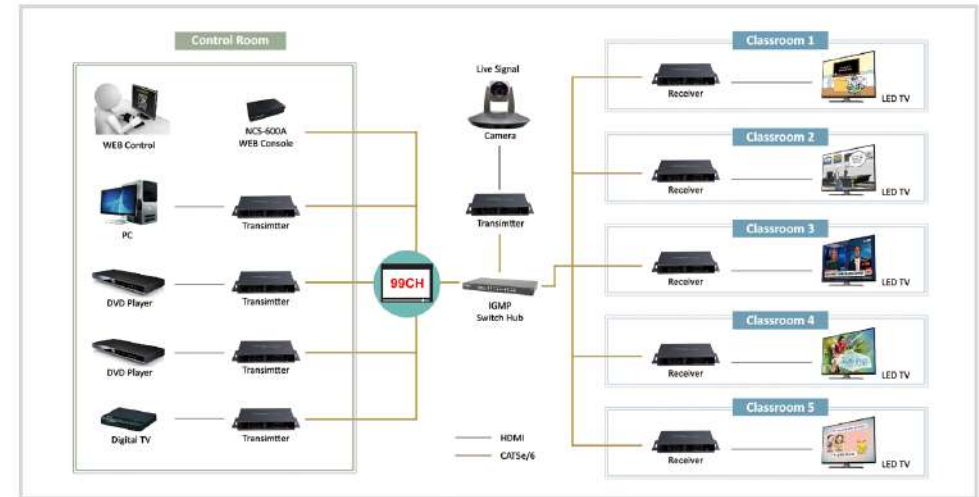 Control Room
WEB Control
NCS-600A
WEB Console
PC
Transimtter
DVD Player
Transimtter
DVD Player
Transimtter
Digital TV
Transimtter
99CH
Live Signal
Camera
Transimtter
IGMP
Switch Hub
HDMI
CAT5e/6
Classroom 1
Receiver
LED TV
Classroom 2
Receiver
LED TV
Classroom 3
Receiver
LED TV
Classroom 4
Receiver
LED TV
Classroom 5
Receiver
LED TV